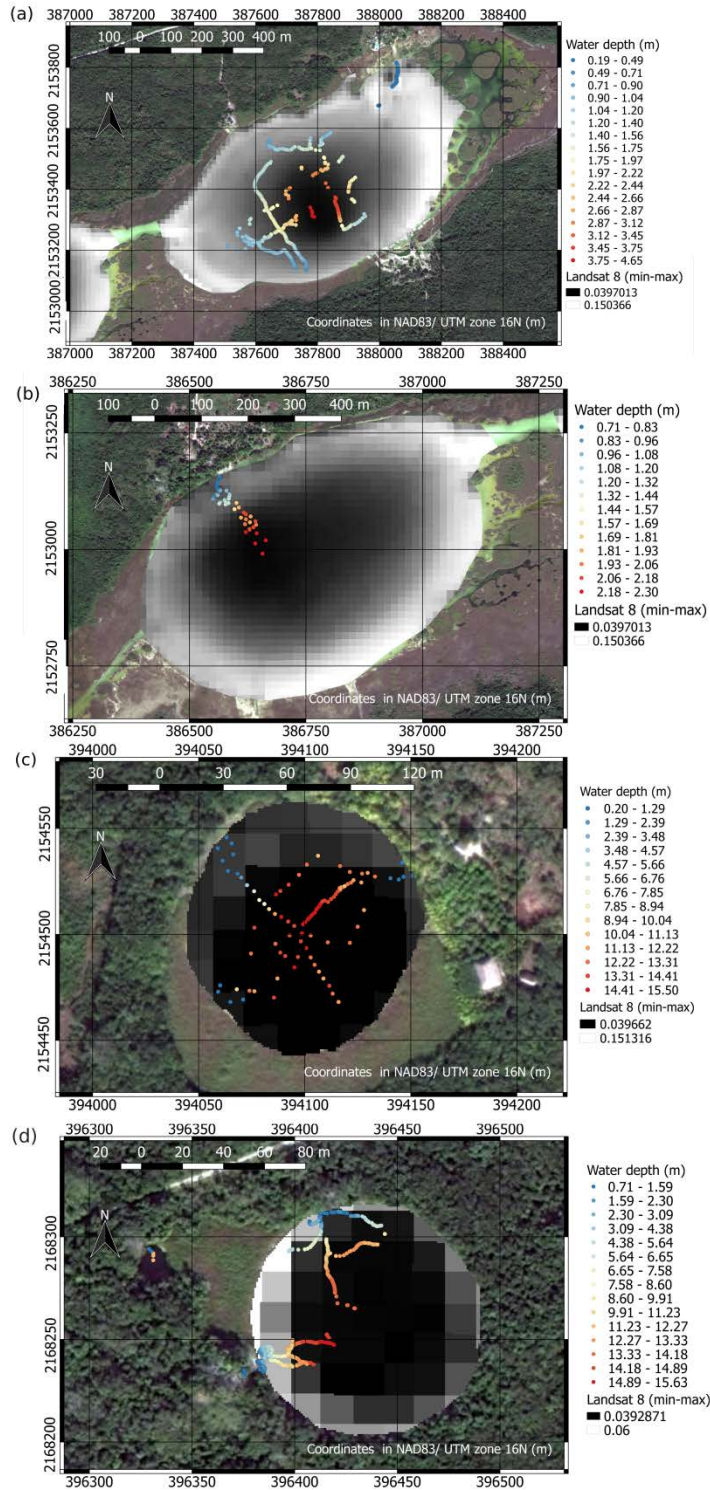 (a)
387000 387200 387400 387600 387800 388000 388200 388400
100 0 100 200 300 400 m
N
2153800
2153600
2153400
2153200
2153000
Coordinates in NAD83/ UTM zone 16N (m)
387000 387200 387400 387600 387800 388000 388200 388400
Water depth (m)
0.19 - 0.49
0.49 - 0.71
0.71 - 0.90
0.90 - 1.04
1.04 - 1.20
1.20 - 1.40
1.40 - 1.56
1.56 - 1.75
1.75 - 1.97
1.97 - 2.22
2.22 - 2.44
2.44 - 2.66
2.66 - 2.87
2.87 - 3.12
3.12 - 3.45
3.45 - 3.75
3.75 - 4.65
Landsat 8 (min-max)
0.0397013
0.150366
(b)
386250 386500 386750 387000 387250
100 0 100 200 300 400 m
N
2153250
2153000
2152750
Coordinates in NAD83/ UTM zone 16N (m)
386250 386500 386750 387000 387250
Water depth (m)
0.71 - 0.83
0.83 - 0.96
0.96 - 1.08
1.08 - 1.20
1.20 - 1.32
1.32 - 1.44
1.44 - 1.57
1.57 - 1.69
1.69 - 1.81
1.81 - 1.93
1.93 - 2.06
2.06 - 2.18
2.18 - 2.30
Landsat 8 (min-max)
0.0397013
0.150366
(c)
394000 394050 394100 394150 394200
30 0 30 60 90 120 m
N
2154550
2154500
2154450
Coordinates in NAD83/ UTM zone 16N (m)
394000 394050 394100 394150 394200
Water depth (m)
0.20 - 1.29
1.29 - 2.39
2.39 - 3.48
3.48 - 4.57
4.57 - 5.66
5.66 - 6.76
6.76 - 7.85
7.85 - 8.94
8.94 - 10.04
10.04 - 11.13
11.13 - 12.22
12.22 - 13.31
13.31 - 14.41
14.41 - 15.50
Landsat 8 (min-max)
0.039662
0.151316
(d)
396300 396350 396400 396450 396500
20 0 20 40 60 80 m
N
2168300
2168250
2168200
Coordinates in NAD83/ UTM zone 16N (m)
396300 396350 396400 396450 396500
Water depth (m)
0.71 - 1.59
1.59 - 2.30
2.30 - 3.09
3.09 - 4.38
4.38 - 5.64
5.64 - 6.65
6.65 - 7.58
7.58 - 8.60
8.60 - 9.91
9.91 - 11.23
11.23 - 12.27
12.27 - 13.33
13.33 - 14.18
14.18 - 14.89
14.89 - 15.63
Landsat 8 (min-max)
0.0392871
0.06